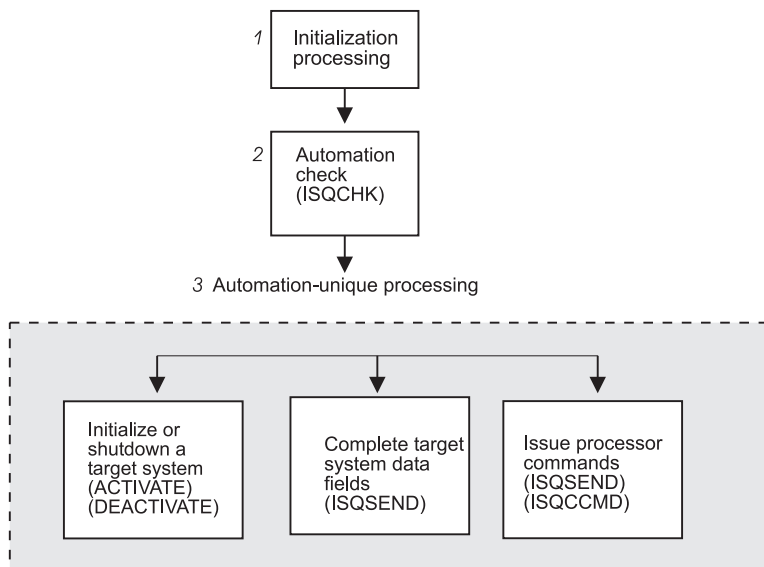 1 Initialization
processing
2 Automation
check
(ISQCHK)
3 Automation-unique processing
Initialize or
shutdown a
target system
(ACTIVATE)
(DEACTIVATE)
Complete target
system data
fields
(ISQSEND)
Issue processor
commands
(ISQSEND)
(ISQCCMD)